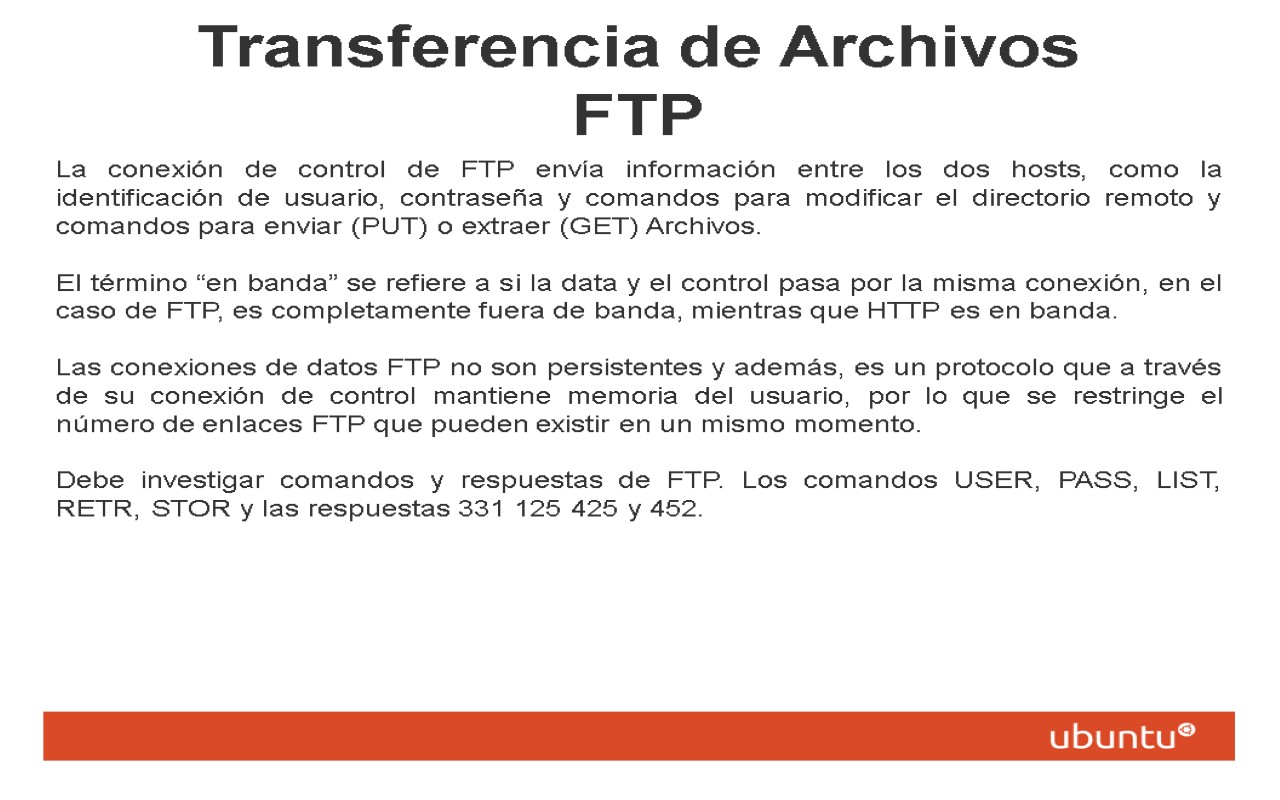 Transferencia de Archivos
FTP
La conexión de control de FTP envía información entre los dos hosts, como la
identificación de usuario, contraseña y comandos para modificar el directorio remoto y
comandos para enviar (PUT) o extraer (GET) Archivos.
El término “en banda” se refiere a si la data y el control pasa por la misma conexión, en el
caso de FTP, es completamente fuera de banda, mientras que HTTP es en banda.
Las conexiones de datos FTP no son persistentes y además, es un protocolo que a través
de su conexión de control mantiene memoria del usuario, por lo que se restringe el
número de enlaces FTP que pueden existir en un mismo momento.
Debe investigar comandos y respuestas de FTP. Los comandos USER, PASS, LIST,
RETR, STOR y las respuestas 331 125 425 y 452.
ubuntu